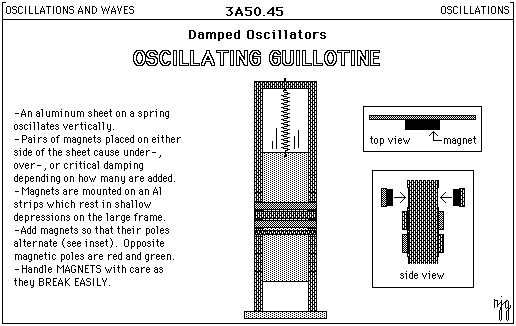 OSCILLATIONS AND WAVES
3A50.45
OSCILLATIONS
Damped Oscillators
OSCILLATING GUILLOTINE
-An aluminum sheet on a spring
oscillates vertically.
-Pairs of magnets placed on either
side of the sheet cause under-,
over-, or critical damping
depending on how many are added.
-Magnets are mounted on an Al
strips which rest in shallow
depressions on the large frame.
-Add magnets so that their poles
alternate (see inset). Opposite
magnetic poles are red and green.
-Handle MAGNETS with care as
they BREAK EASILY.
top view
magnet
side view